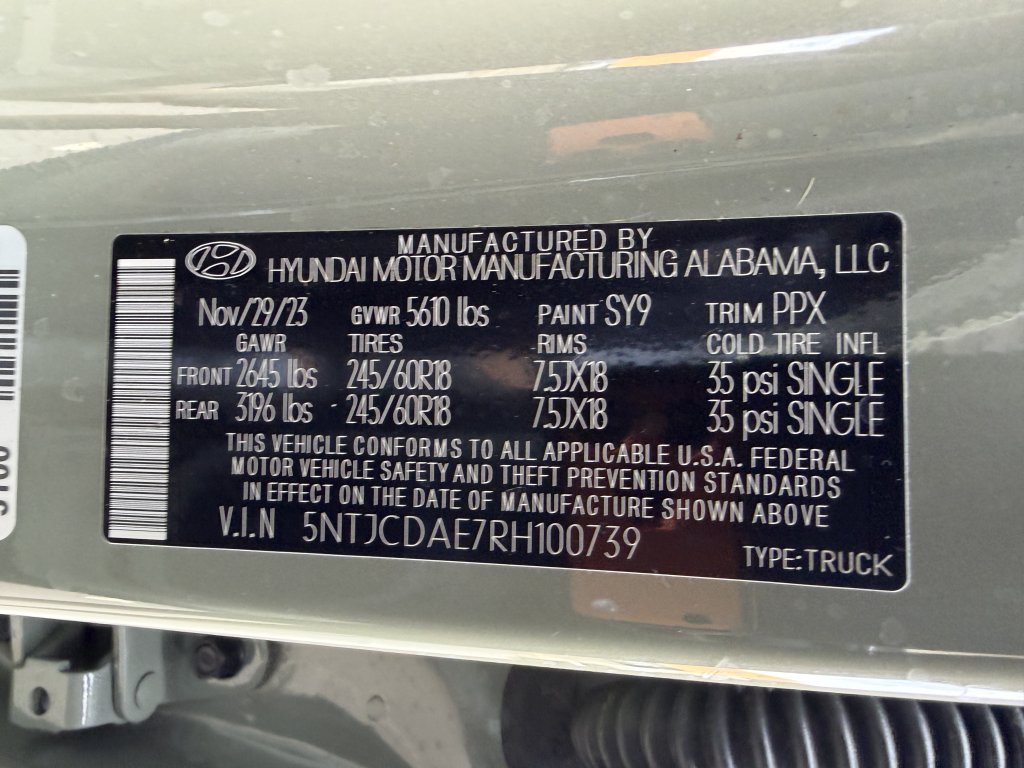 MANUFACTURED BY
HYUNDAI MOTOR MANUFACTURING ALABAMA, LLC
Nov/29/23 GVWR 5610 lbs PAINT SY9 TRIM PPX
GAWR TIRES RIMS COLD TIRE INFL
FRONT 2645 lbs 245/60R18 7.5JX18 35 psi SINGLE
REAR 3196 lbs 245/60R18 7.5JX18 35 psi SINGLE
THIS VEHICLE CONFORMS TO ALL APPLICABLE U.S.A. FEDERAL
MOTOR VEHICLE SAFETY AND THEFT PREVENTION STANDARDS
IN EFFECT ON THE DATE OF MANUFACTURE SHOWN ABOVE
V.I.N 5NTJCDAE7RH100739 TYPE:TRUCK